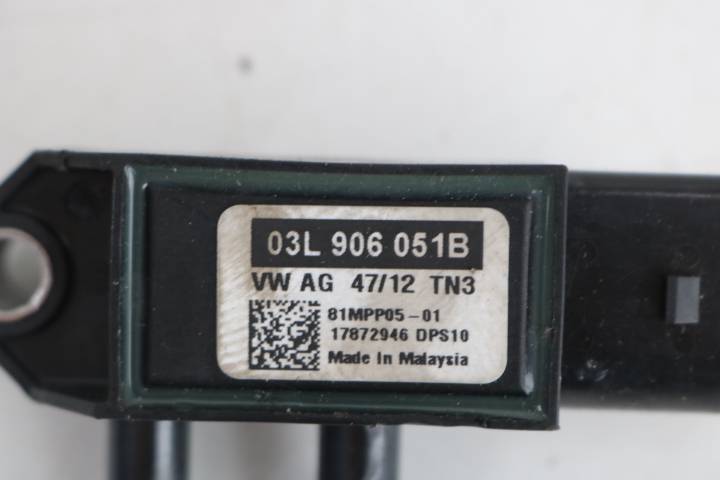 03L 906 051B
VW AG 47/12 TN3
81MPP05-01
17872946 DPS10
Made In Malaysia